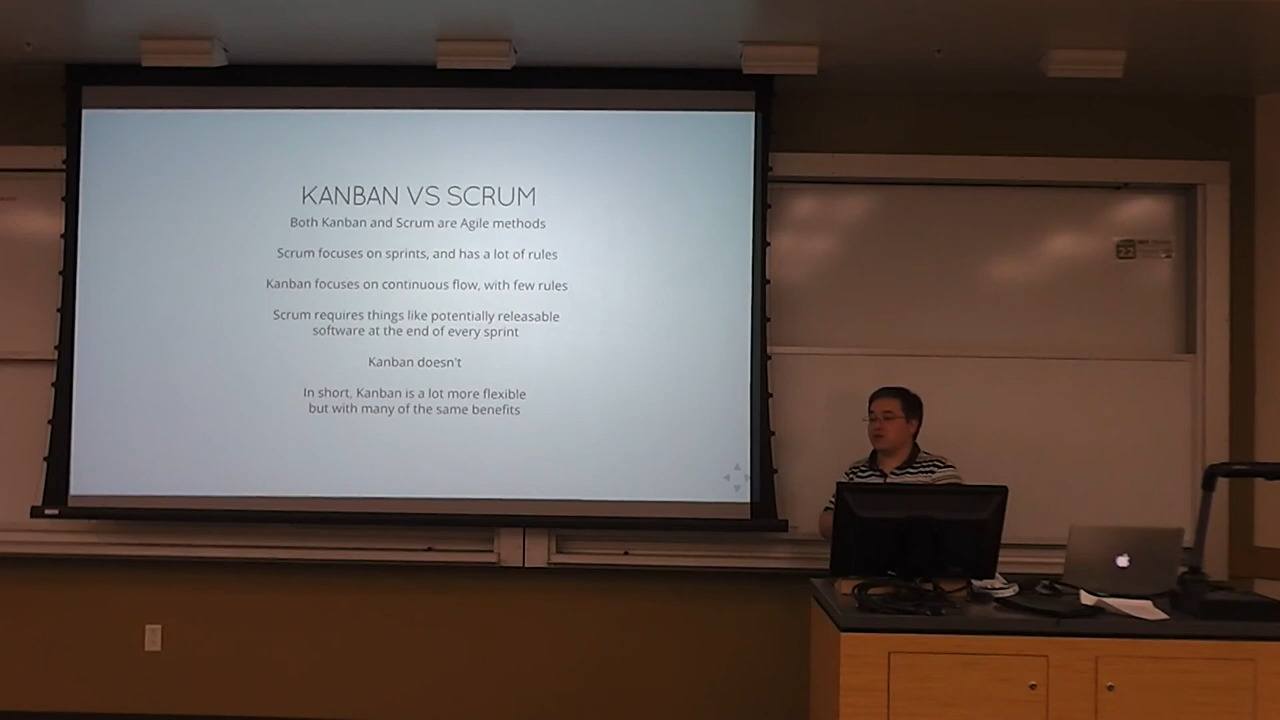 KANBAN VS SCRUM
Both Kanban and Scrum are Agile methods
Scrum focuses on sprints, and has a lot of rules
Kanban focuses on continuous flow, with few rules
Scrum requires things like potentially releasable
software at the end of every sprint
Kanban doesn't
In short, Kanban is a lot more flexible
but with many of the same benefits
22